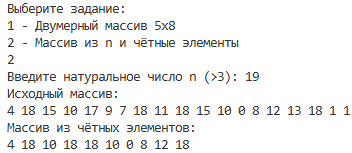 Выберите задание:
1 - Двумерный массив 5x8
2 - Массив из n и чётные элементы
2
Введите натуральное число n (>3): 19
Исходный массив:
4 18 15 10 17 9 7 18 11 18 15 10 0 8 12 13 18 1 1
Массив из чётных элементов:
4 18 10 18 18 10 0 8 12 18